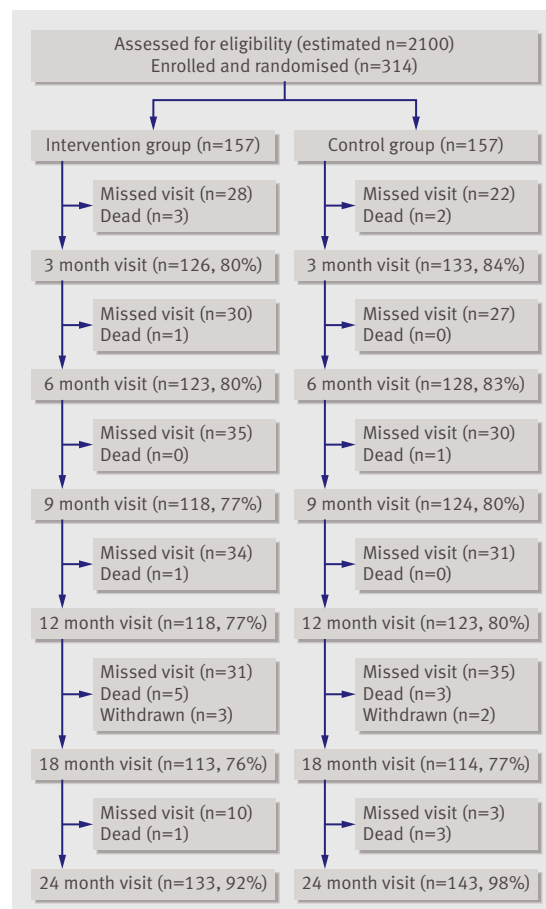 Assessed for eligibility (estimated n=2100)
Enrolled and randomised (n=314)
Intervention group (n=157)
Missed visit (n=28)
Dead (n=3)
3 month visit (n=126, 80%)
Missed visit (n=30)
Dead (n=1)
6 month visit (n=123, 80%)
Missed visit (n=35)
Dead (n=0)
9 month visit (n=118, 77%)
Missed visit (n=34)
Dead (n=1)
12 month visit (n=118, 77%)
Missed visit (n=31)
Dead (n=5)
Withdrawn (n=3)
18 month visit (n=113, 76%)
Missed visit (n=10)
Dead (n=1)
24 month visit (n=133, 92%)
Control group (n=157)
Missed visit (n=22)
Dead (n=2)
3 month visit (n=133, 84%)
Missed visit (n=27)
Dead (n=0)
6 month visit (n=128, 83%)
Missed visit (n=30)
Dead (n=1)
9 month visit (n=124, 80%)
Missed visit (n=31)
Dead (n=0)
12 month visit (n=123, 80%)
Missed visit (n=35)
Dead (n=3)
Withdrawn (n=2)
18 month visit (n=114, 77%)
Missed visit (n=3)
Dead (n=3)
24 month visit (n=143, 98%)